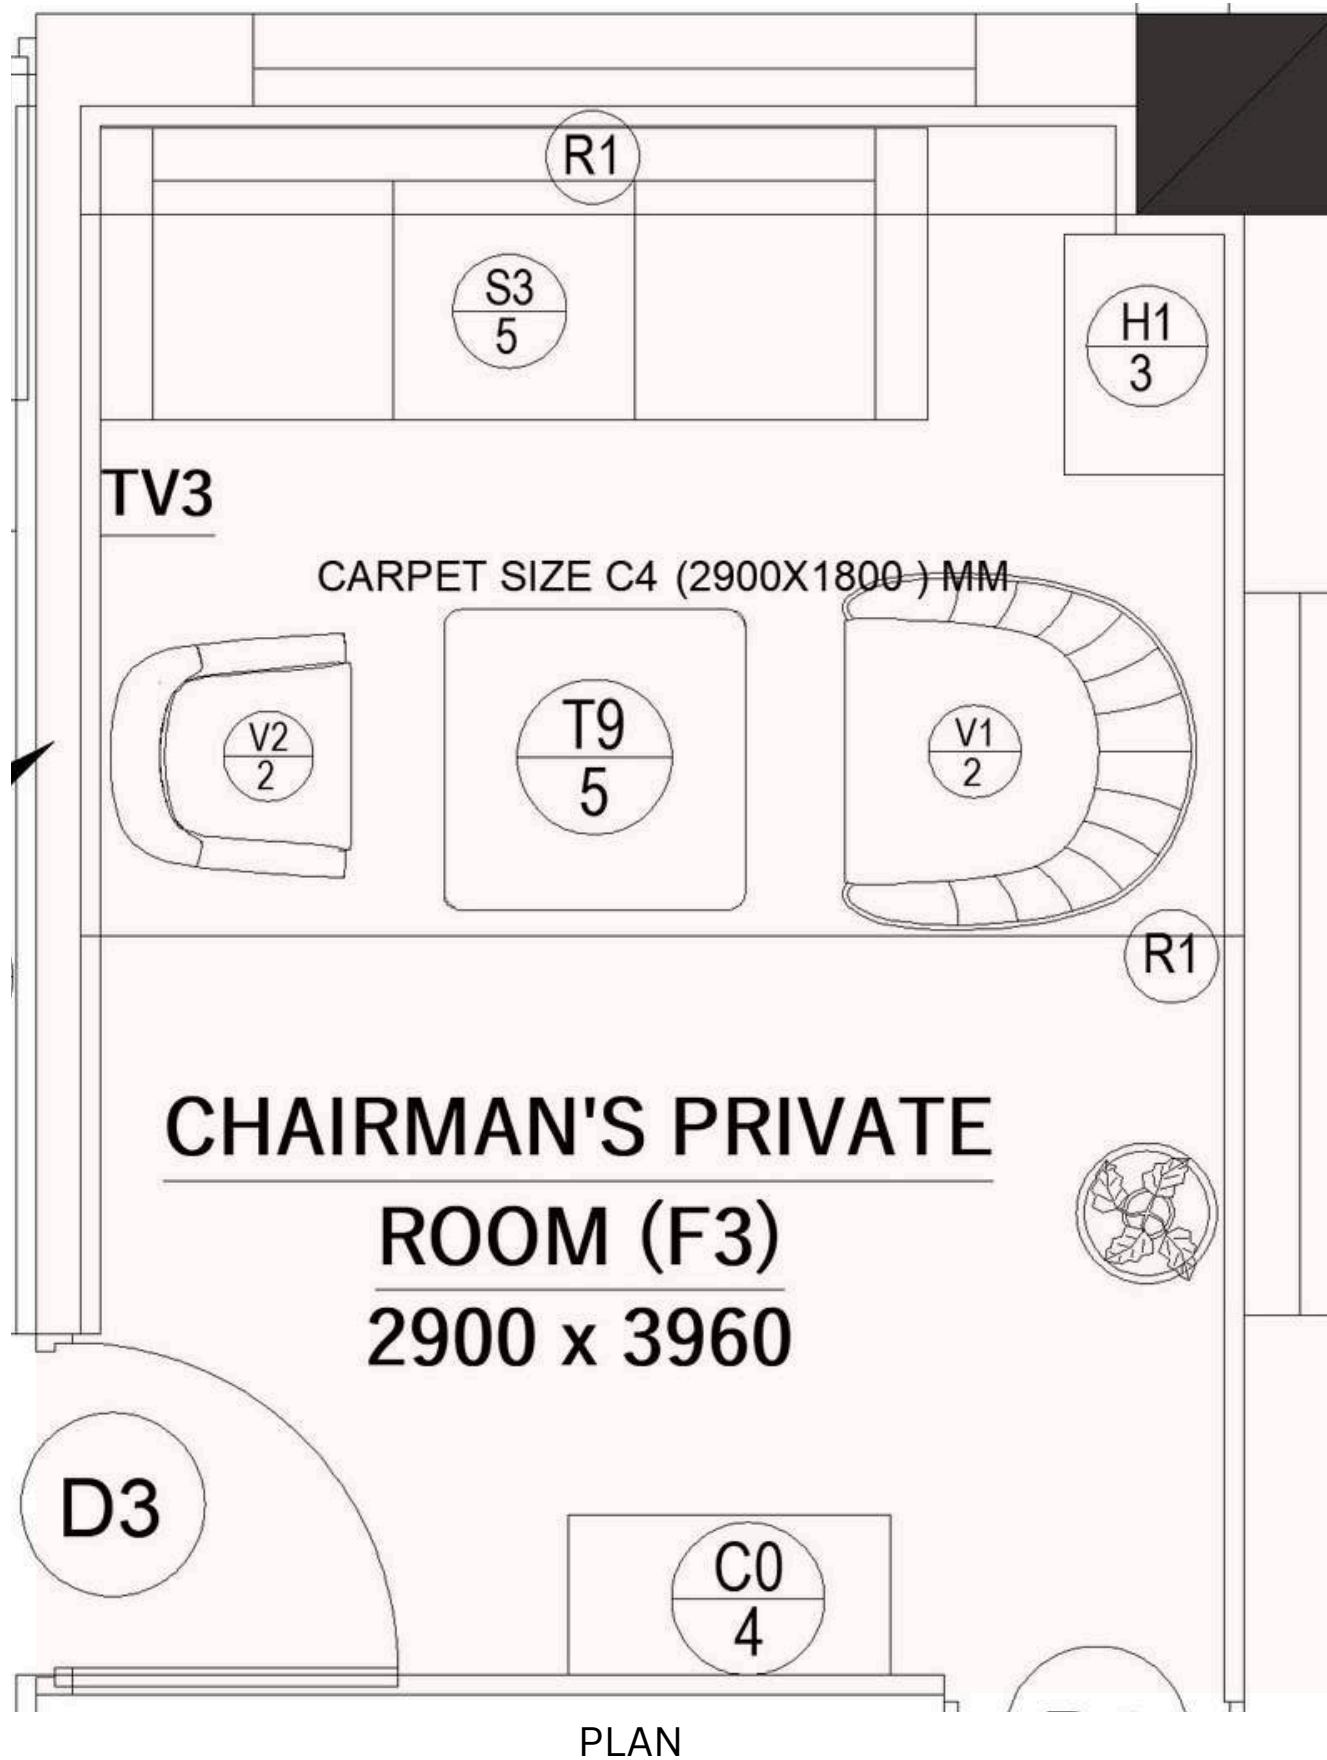 R1
S3
5
H1
3
TV3
CARPET SIZE C4 (2900X1800 ) MM
V2
2
T9
5
V1
2
R1
CHAIRMAN'S PRIVATE
ROOM (F3)
2900 x 3960
D3
C0
4
PLAN